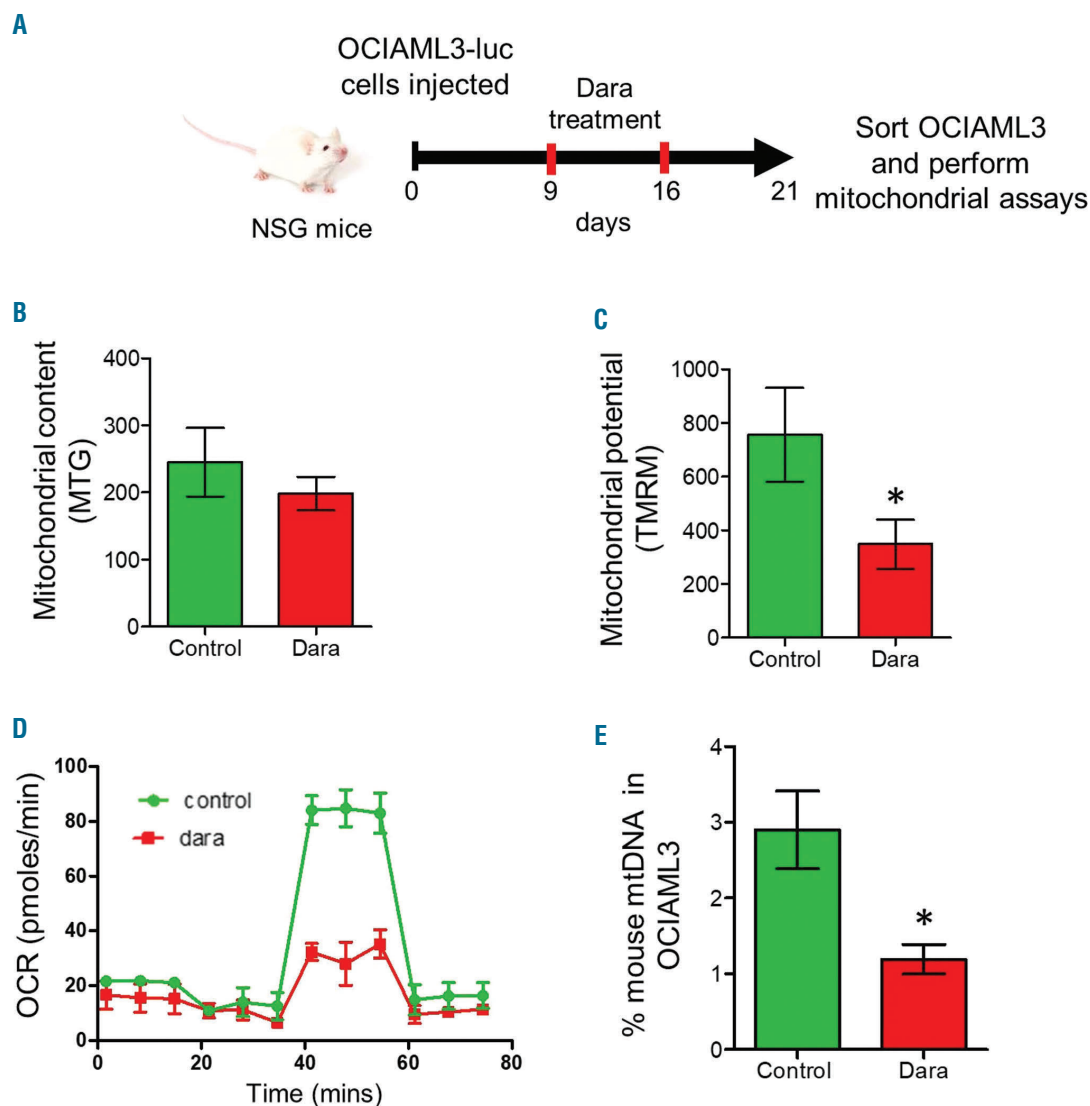 A
OCIAML3-luc
cells injected
Dara
treatment
Sort OCIAML3
and perform
mitochondrial assays
0
9
16
21
days
NSG mice
B
Mitochondrial content
(MTG)
400
300
200
100
0
Control
Dara
C
Mitochondrial potential
(TMRM)
1000
800
600
400
200
0
*
Control
Dara
D
OCR (pmoles/min)
100
80
60
40
20
0
control
dara
0
20
40
60
80
Time (mins)
E
% mouse mtDNA in
OCIAML3
4
3
2
1
0
*
Control
Dara